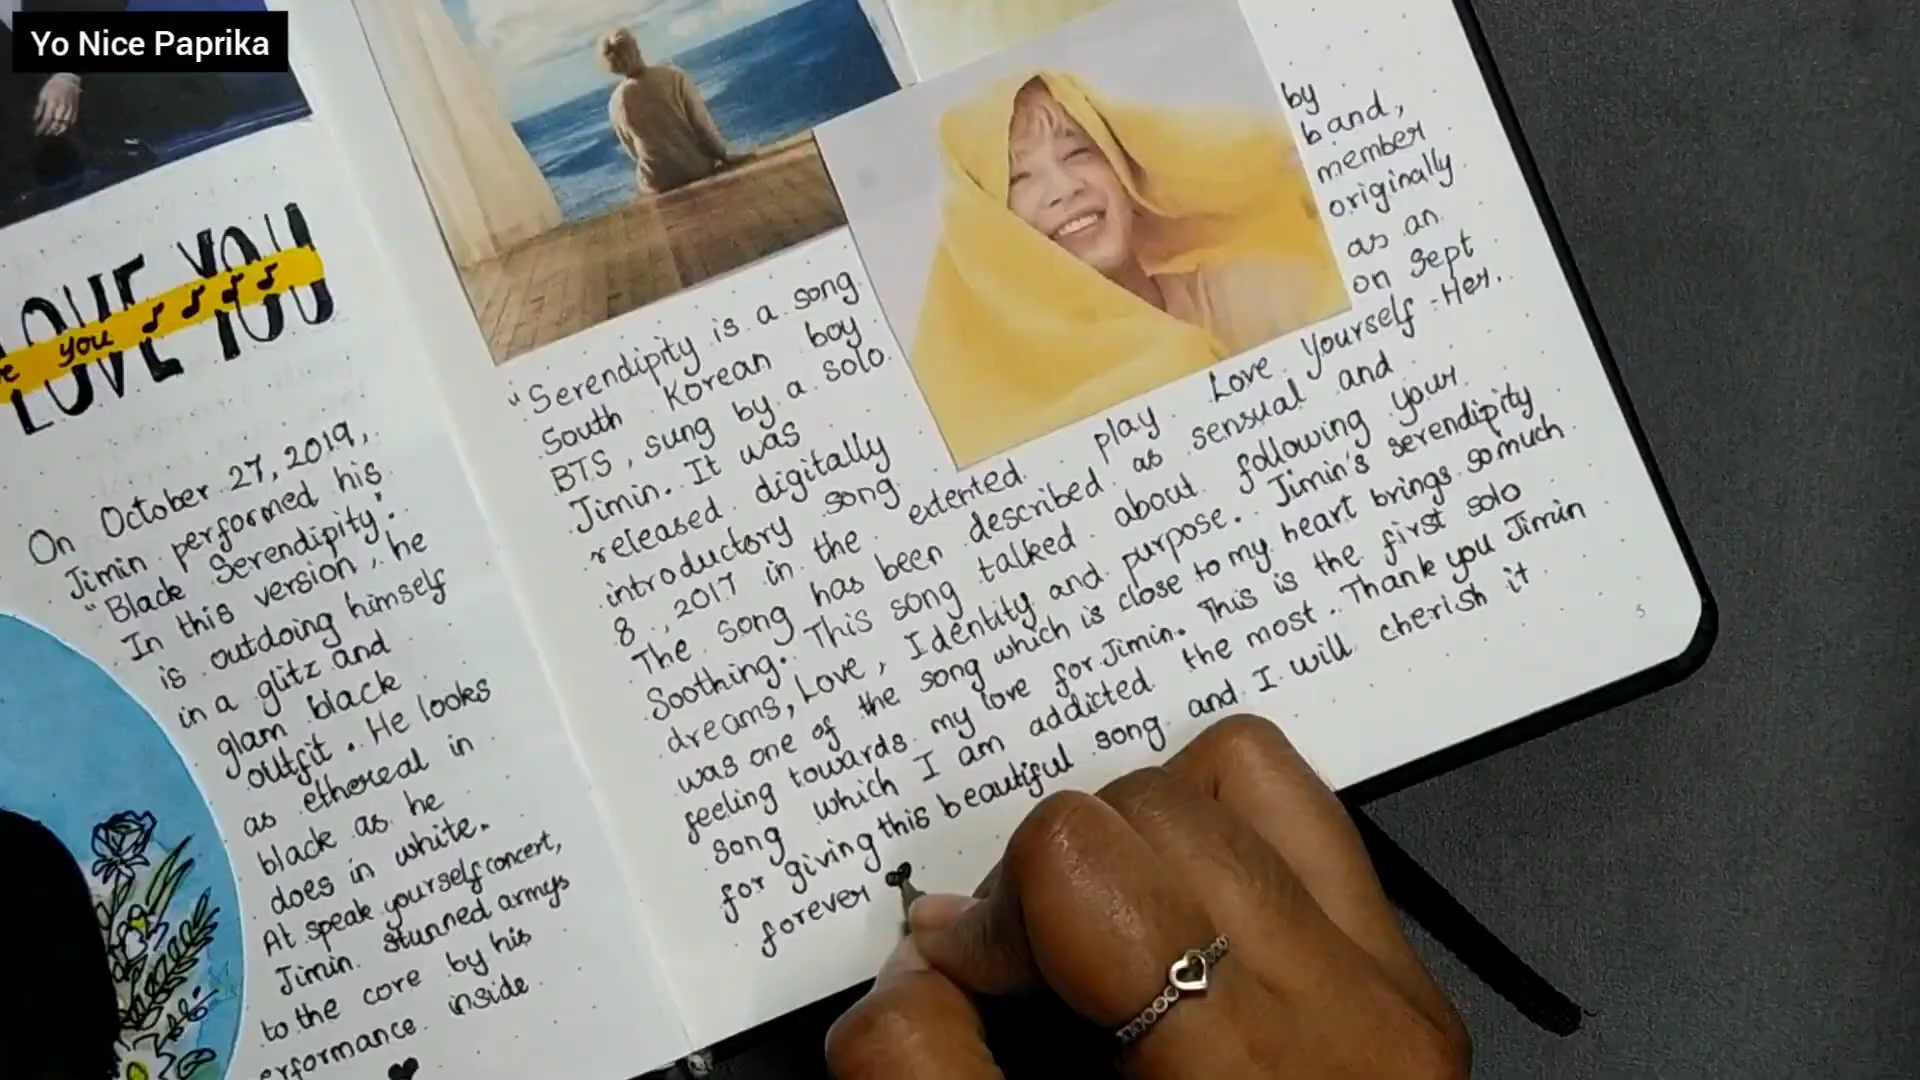 Yo Nice Paprika
LOVE YOU
you
LOVE YOU
On October 27, 2019,
Jimin performed his
"Black Serendipity."
In this version, he
is outdoing himself
in a glitz and
glam black
outfit. He looks
as ethereal in
black as he
does in white.
At speak yourself concert,
Jimin stunned armys
to the core by his
erformance inside
"Serendipity is a song by
South Korean boy band,
BTS, sung by a solo member
Jimin. It was originally
released digitally as an
introductory song on Sept
8, 2017 in the extented play Love Yourself - Her.
The song has been described as sensual and
Soothing. This song talked about following your
dreams, Love, Identity and purpose. Jimin's serendipity
was one of the song which is close to my heart brings so much
feeling towards my love for Jimin. This is the first solo
song which I am addicted the most. Thank you Jimin
for giving this beautiful song and I will cherish it
forever
5